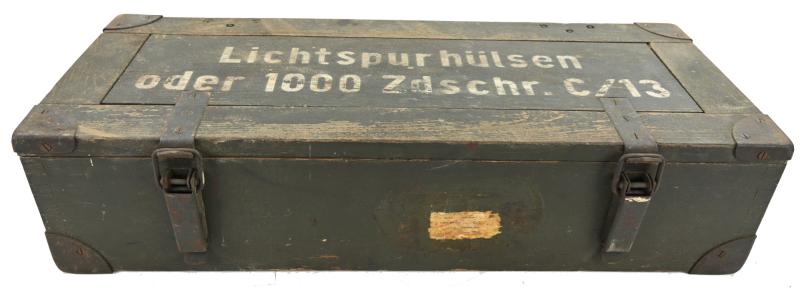 Lichtspurhülsen
oder 1000 Zdschr. C/13